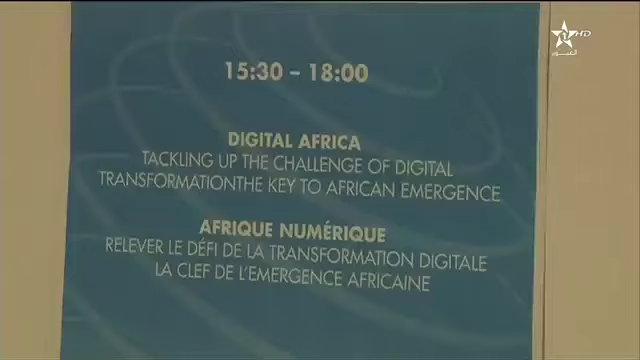 15:30 – 18:00
DIGITAL AFRICA
TACKLING UP THE CHALLENGE OF DIGITAL
TRANSFORMATIONTHE KEY TO AFRICAN EMERGENCE
AFRIQUE NUMÉRIQUE
RELEVER LE DÉFI DE LA TRANSFORMATION DIGITALE
LA CLEF DE L'EMERGENCE AFRICAINE
HD